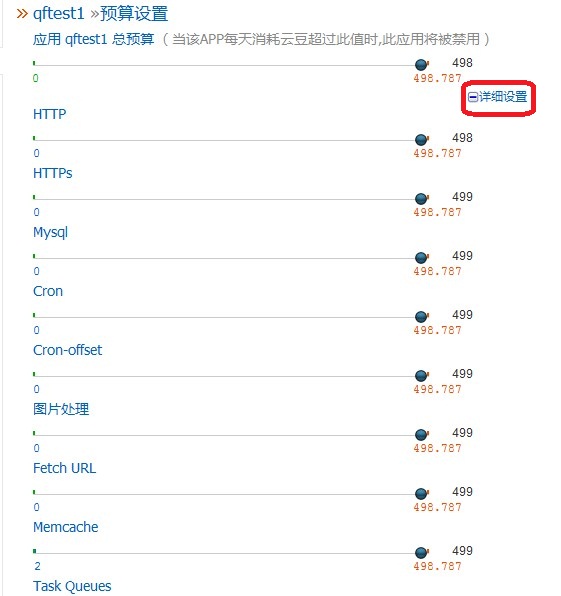 qftest1 »预算设置
应用 qftest1 总预算（当该APP每天消耗云豆超过此值时,此应用将被禁用）
498
0 498.787
详细设置
HTTP
498
0 498.787
HTTPs
499
0 498.787
Mysql
499
0 498.787
Cron
499
0 498.787
Cron-offset
499
0 498.787
图片处理
499
0 498.787
Fetch URL
499
0 498.787
Memcache
499
2 498.787
Task Queues